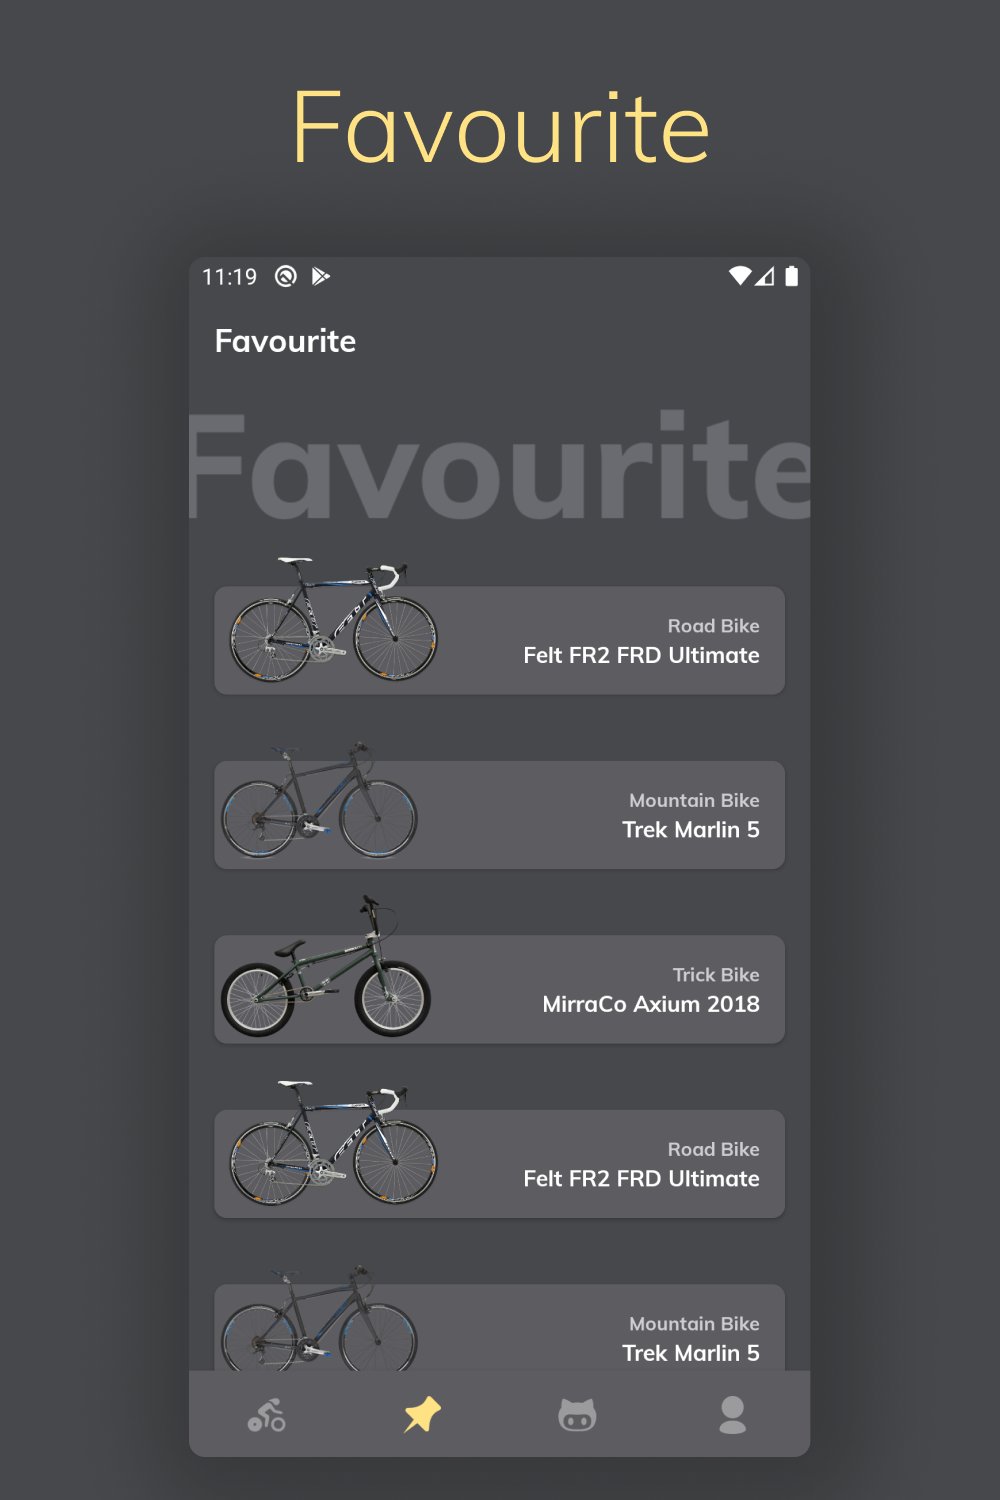 Favourite
11:19
Favourite
Favourite
Road Bike
Felt FR2 FRD Ultimate
Mountain Bike
Trek Marlin 5
Trick Bike
MirraCo Axium 2018
Road Bike
Felt FR2 FRD Ultimate
Mountain Bike
Trek Marlin 5